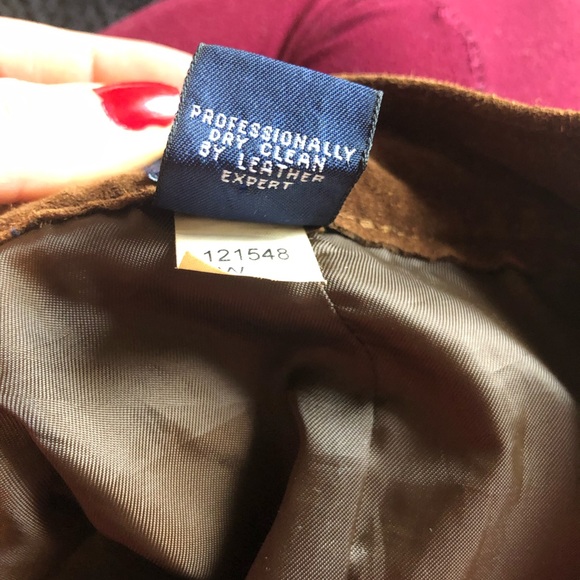 PROFESSIONALLY
DRY CLEAN
BY LEATHER
EXPERT
121548